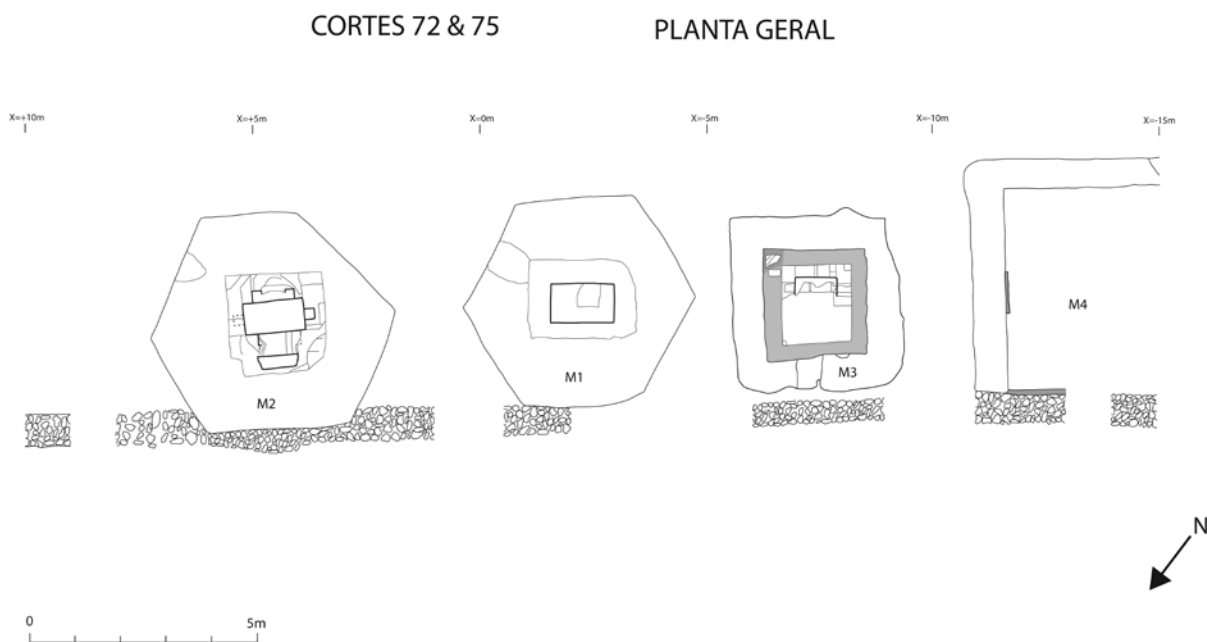 CORTES 72 & 75 PLANTA GERAL
X=+10m X=+5m X=0m X=-5m X=-10m X=-15m
M4
M3
M1
M2
N
0 5m